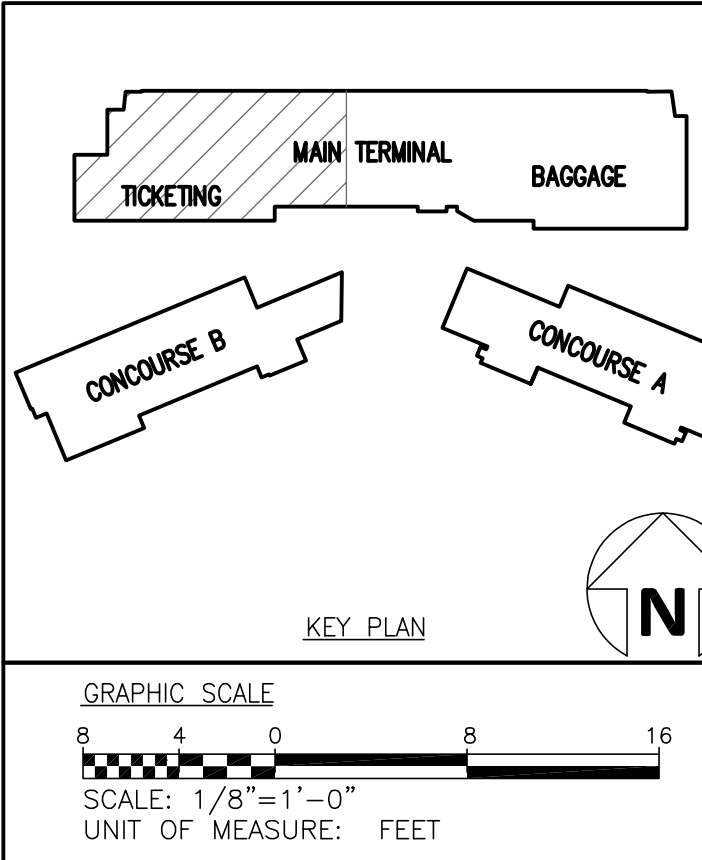 MAIN TERMINAL
BAGGAGE
TICKETING
CONCOURSE B
CONCOURSE A
N
KEY PLAN
GRAPHIC SCALE
8 4 0 8 16
SCALE: 1/8"=1'-0"
UNIT OF MEASURE: FEET